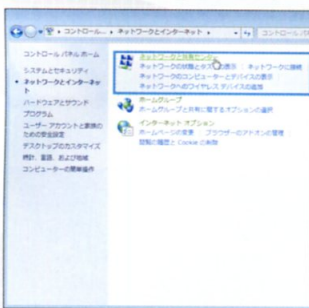 コントロール... ▸ ネットワークとインターネット ▸
コントロール パ
コントロール パネル ホーム
システムとセキュリティ
ネットワークとインターネット
ハードウェアとサウンド
プログラム
ユーザー アカウントと家族のための安全設定
デスクトップのカスタマイズ
時計、言語、および地域
コンピューターの簡単操作
ネットワークと共有センター
ネットワークの状態とタスクの表示 ネットワークに接続
ネットワークのコンピューターとデバイスの表示
ネットワークへのワイヤレス デバイスの追加
ホームグループ
ホームグループと共有に関するオプションの選択
インターネット オプション
ホームページの変更 ブラウザーのアドオンの管理
閲覧の履歴と Cookie の削除